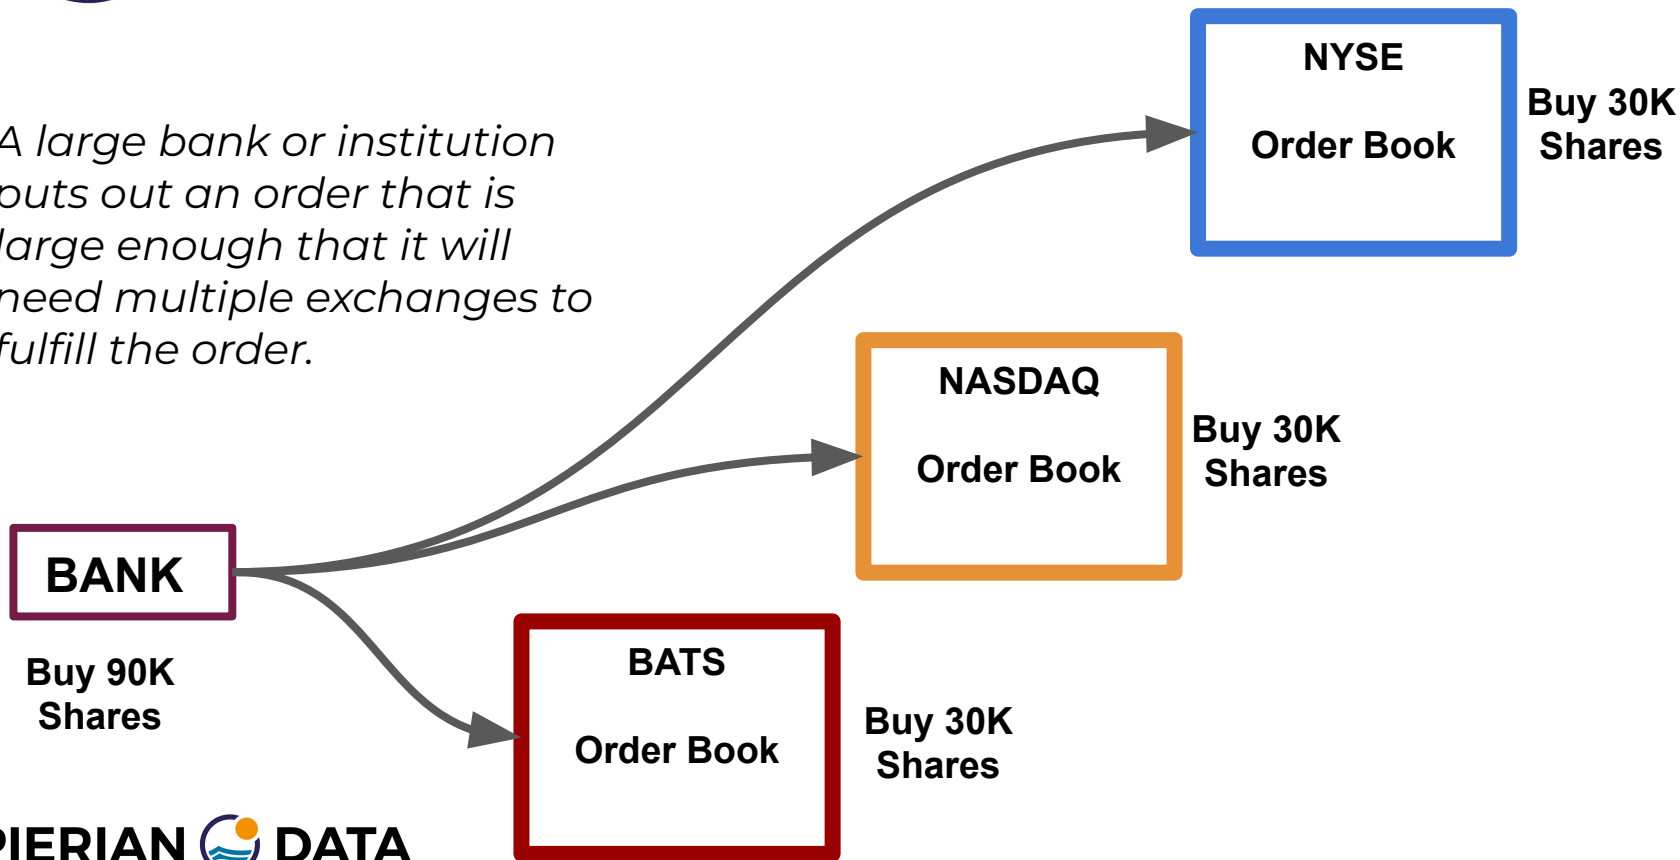 A large bank or institution
puts out an order that is
large enough that it will
need multiple exchanges to
fulfill the order.
NYSE
Order Book
Buy 30K
Shares
NASDAQ
Order Book
Buy 30K
Shares
BANK
Buy 90K
Shares
BATS
Order Book
Buy 30K
Shares
PIERIAN DATA